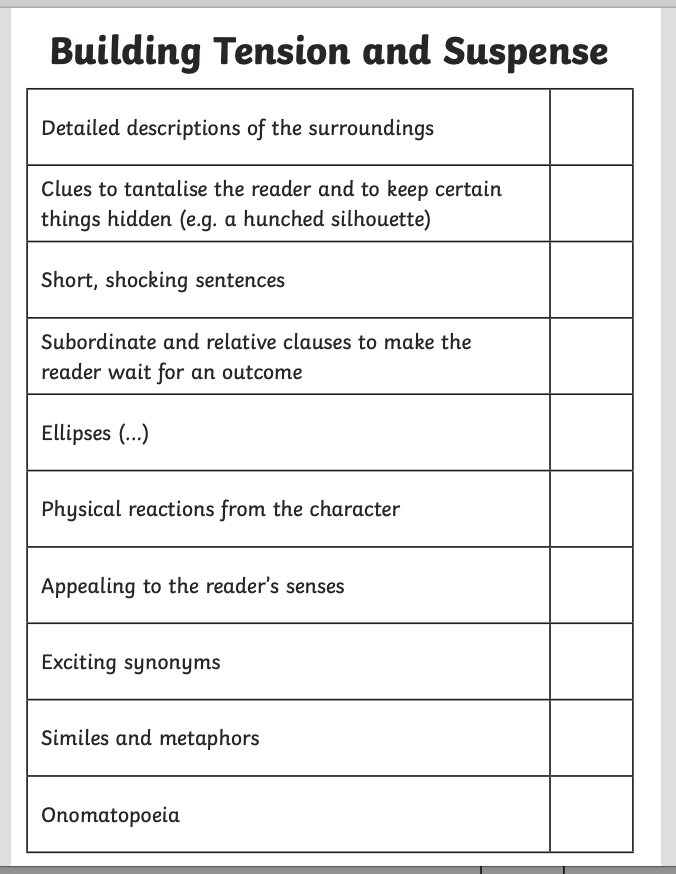 Building Tension and Suspense
Detailed descriptions of the surroundings
Clues to tantalise the reader and to keep certain
things hidden (e.g. a hunched silhouette)
Short, shocking sentences
Subordinate and relative clauses to make the
reader wait for an outcome
Ellipses (...)
Physical reactions from the character
Appealing to the reader's senses
Exciting synonyms
Similes and metaphors
Onomatopoeia